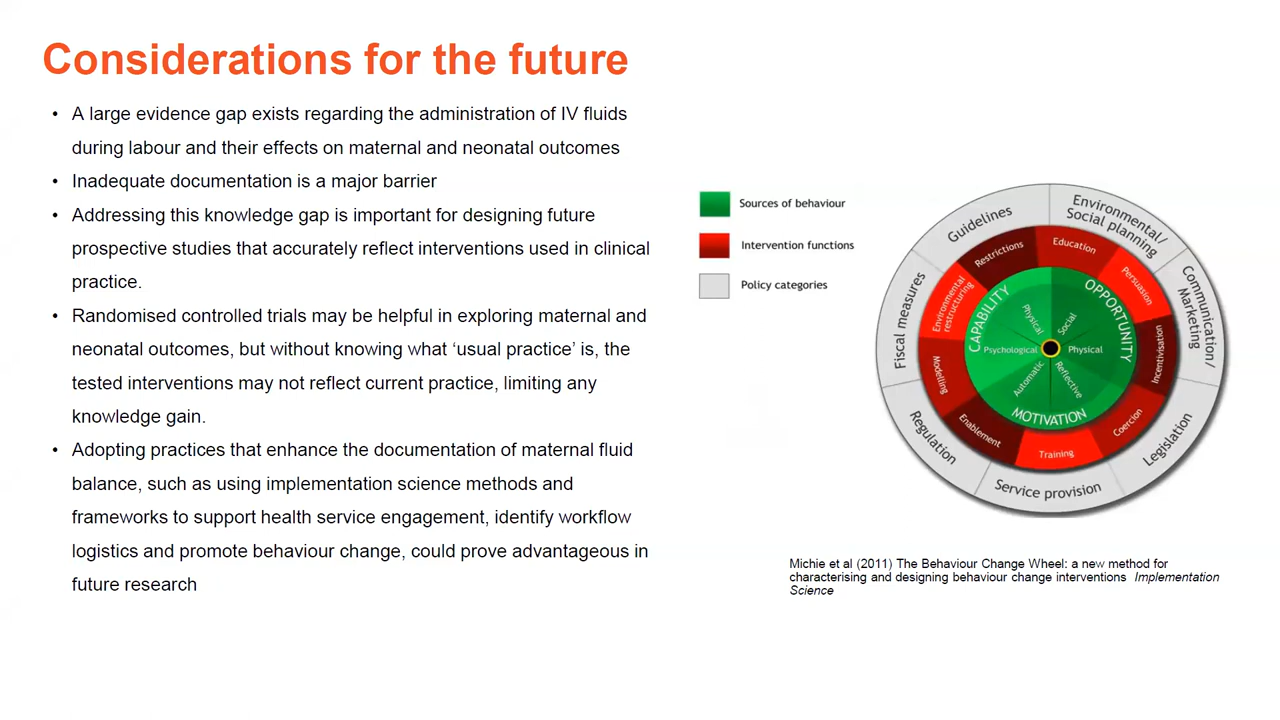 Considerations for the future
• A large evidence gap exists regarding the administration of IV fluids
during labour and their effects on maternal and neonatal outcomes
• Inadequate documentation is a major barrier
• Addressing this knowledge gap is important for designing future
prospective studies that accurately reflect interventions used in clinical
practice.
• Randomised controlled trials may be helpful in exploring maternal and
neonatal outcomes, but without knowing what ‘usual practice’ is, the
tested interventions may not reflect current practice, limiting any
knowledge gain.
• Adopting practices that enhance the documentation of maternal fluid
balance, such as using implementation science methods and
frameworks to support health service engagement, identify workflow
logistics and promote behaviour change, could prove advantageous in
future research
Sources of behaviour
Intervention functions
Policy categories
Guidelines
Environmental/
Social planning
Communication/
Marketing
Legislation
Service provision
Regulation
Fiscal measures
Restrictions
Education
Persuasion
Incentivisation
Coercion
Training
Enablement
Modelling
Environmental
restructuring
CAPABILITY
OPPORTUNITY
MOTIVATION
Physical
Social
Psychological
Physical
Automatic
Reflective
Michie et al (2011) The Behaviour Change Wheel: a new method for
characterising and designing behaviour change interventions Implementation
Science